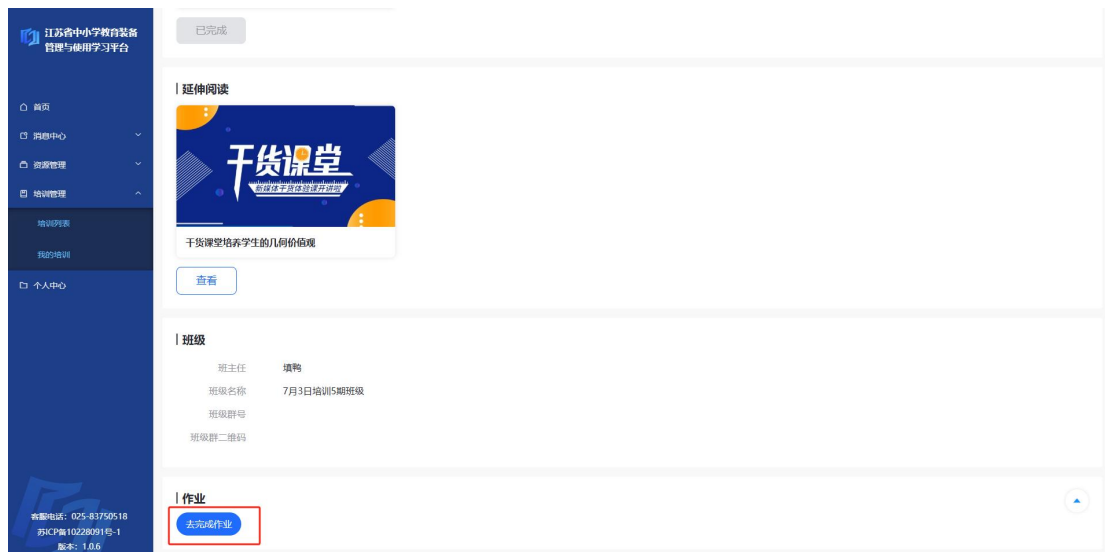 江苏省中小学教育装备
管理与使用学习平台
首页
消息中心
资源管理
培训管理
培训列表
我的培训
个人中心
客服电话：025-83750518
苏ICP备10228091号-1
版本：1.0.6
已完成
延伸阅读
干货课堂
新媒体干货体验课开讲啦
干货课堂培养学生的几何价值观
查看
班级
班主任 填鸭
班级名称 7月3日培训5期班级
班级群号
班级群二维码
作业
去完成作业